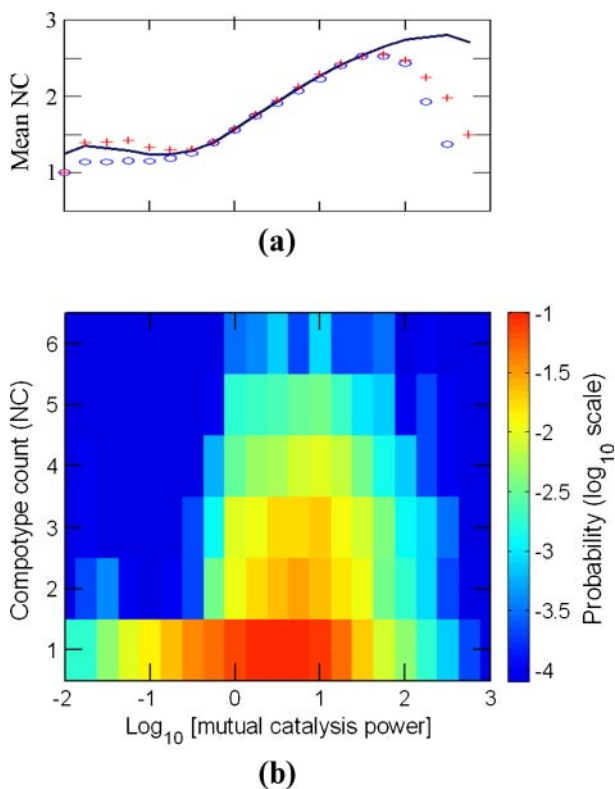 3
2
1
Mean NC
(a)
6
5
4
3
2
1
Compotype count (NC)
-2 -1 0 1 2 3
Log10 [mutual catalysis power]
-1
-1.5
-2
-2.5
-3
-3.5
-4
Probability (log10 scale)
(b)